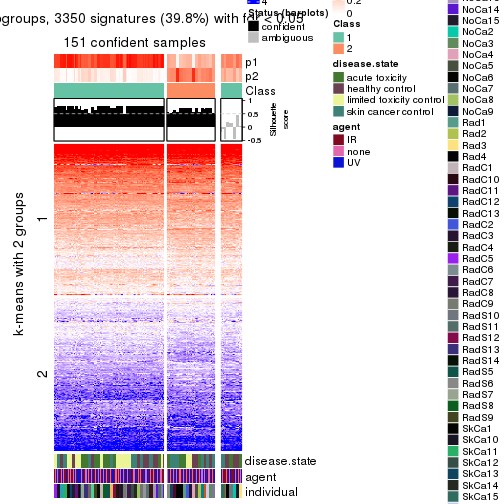 groups, 3350 signatures (39.8%) with fdr < 0.05
151 confident samples
p1
p2
Class
1
0.5
0
-0.5
Silhouette
score
k-means with 2 groups
1
2
disease.state
agent
individual
4
Status (barplots)
confident
ambiguous
0.2
0
Class
1
2
disease.state
acute toxicity
healthy control
limited toxicity control
skin cancer control
agent
IR
none
UV
NoCa14
NoCa15
NoCa2
NoCa3
NoCa4
NoCa5
NoCa6
NoCa7
NoCa8
NoCa9
Rad1
Rad2
Rad3
Rad4
RadC1
RadC10
RadC11
RadC12
RadC13
RadC2
RadC3
RadC4
RadC5
RadC6
RadC7
RadC8
RadC9
RadS10
RadS11
RadS12
RadS13
RadS14
RadS5
RadS6
RadS7
RadS8
RadS9
SkCa1
SkCa10
SkCa11
SkCa12
SkCa13
SkCa14
SkCa15